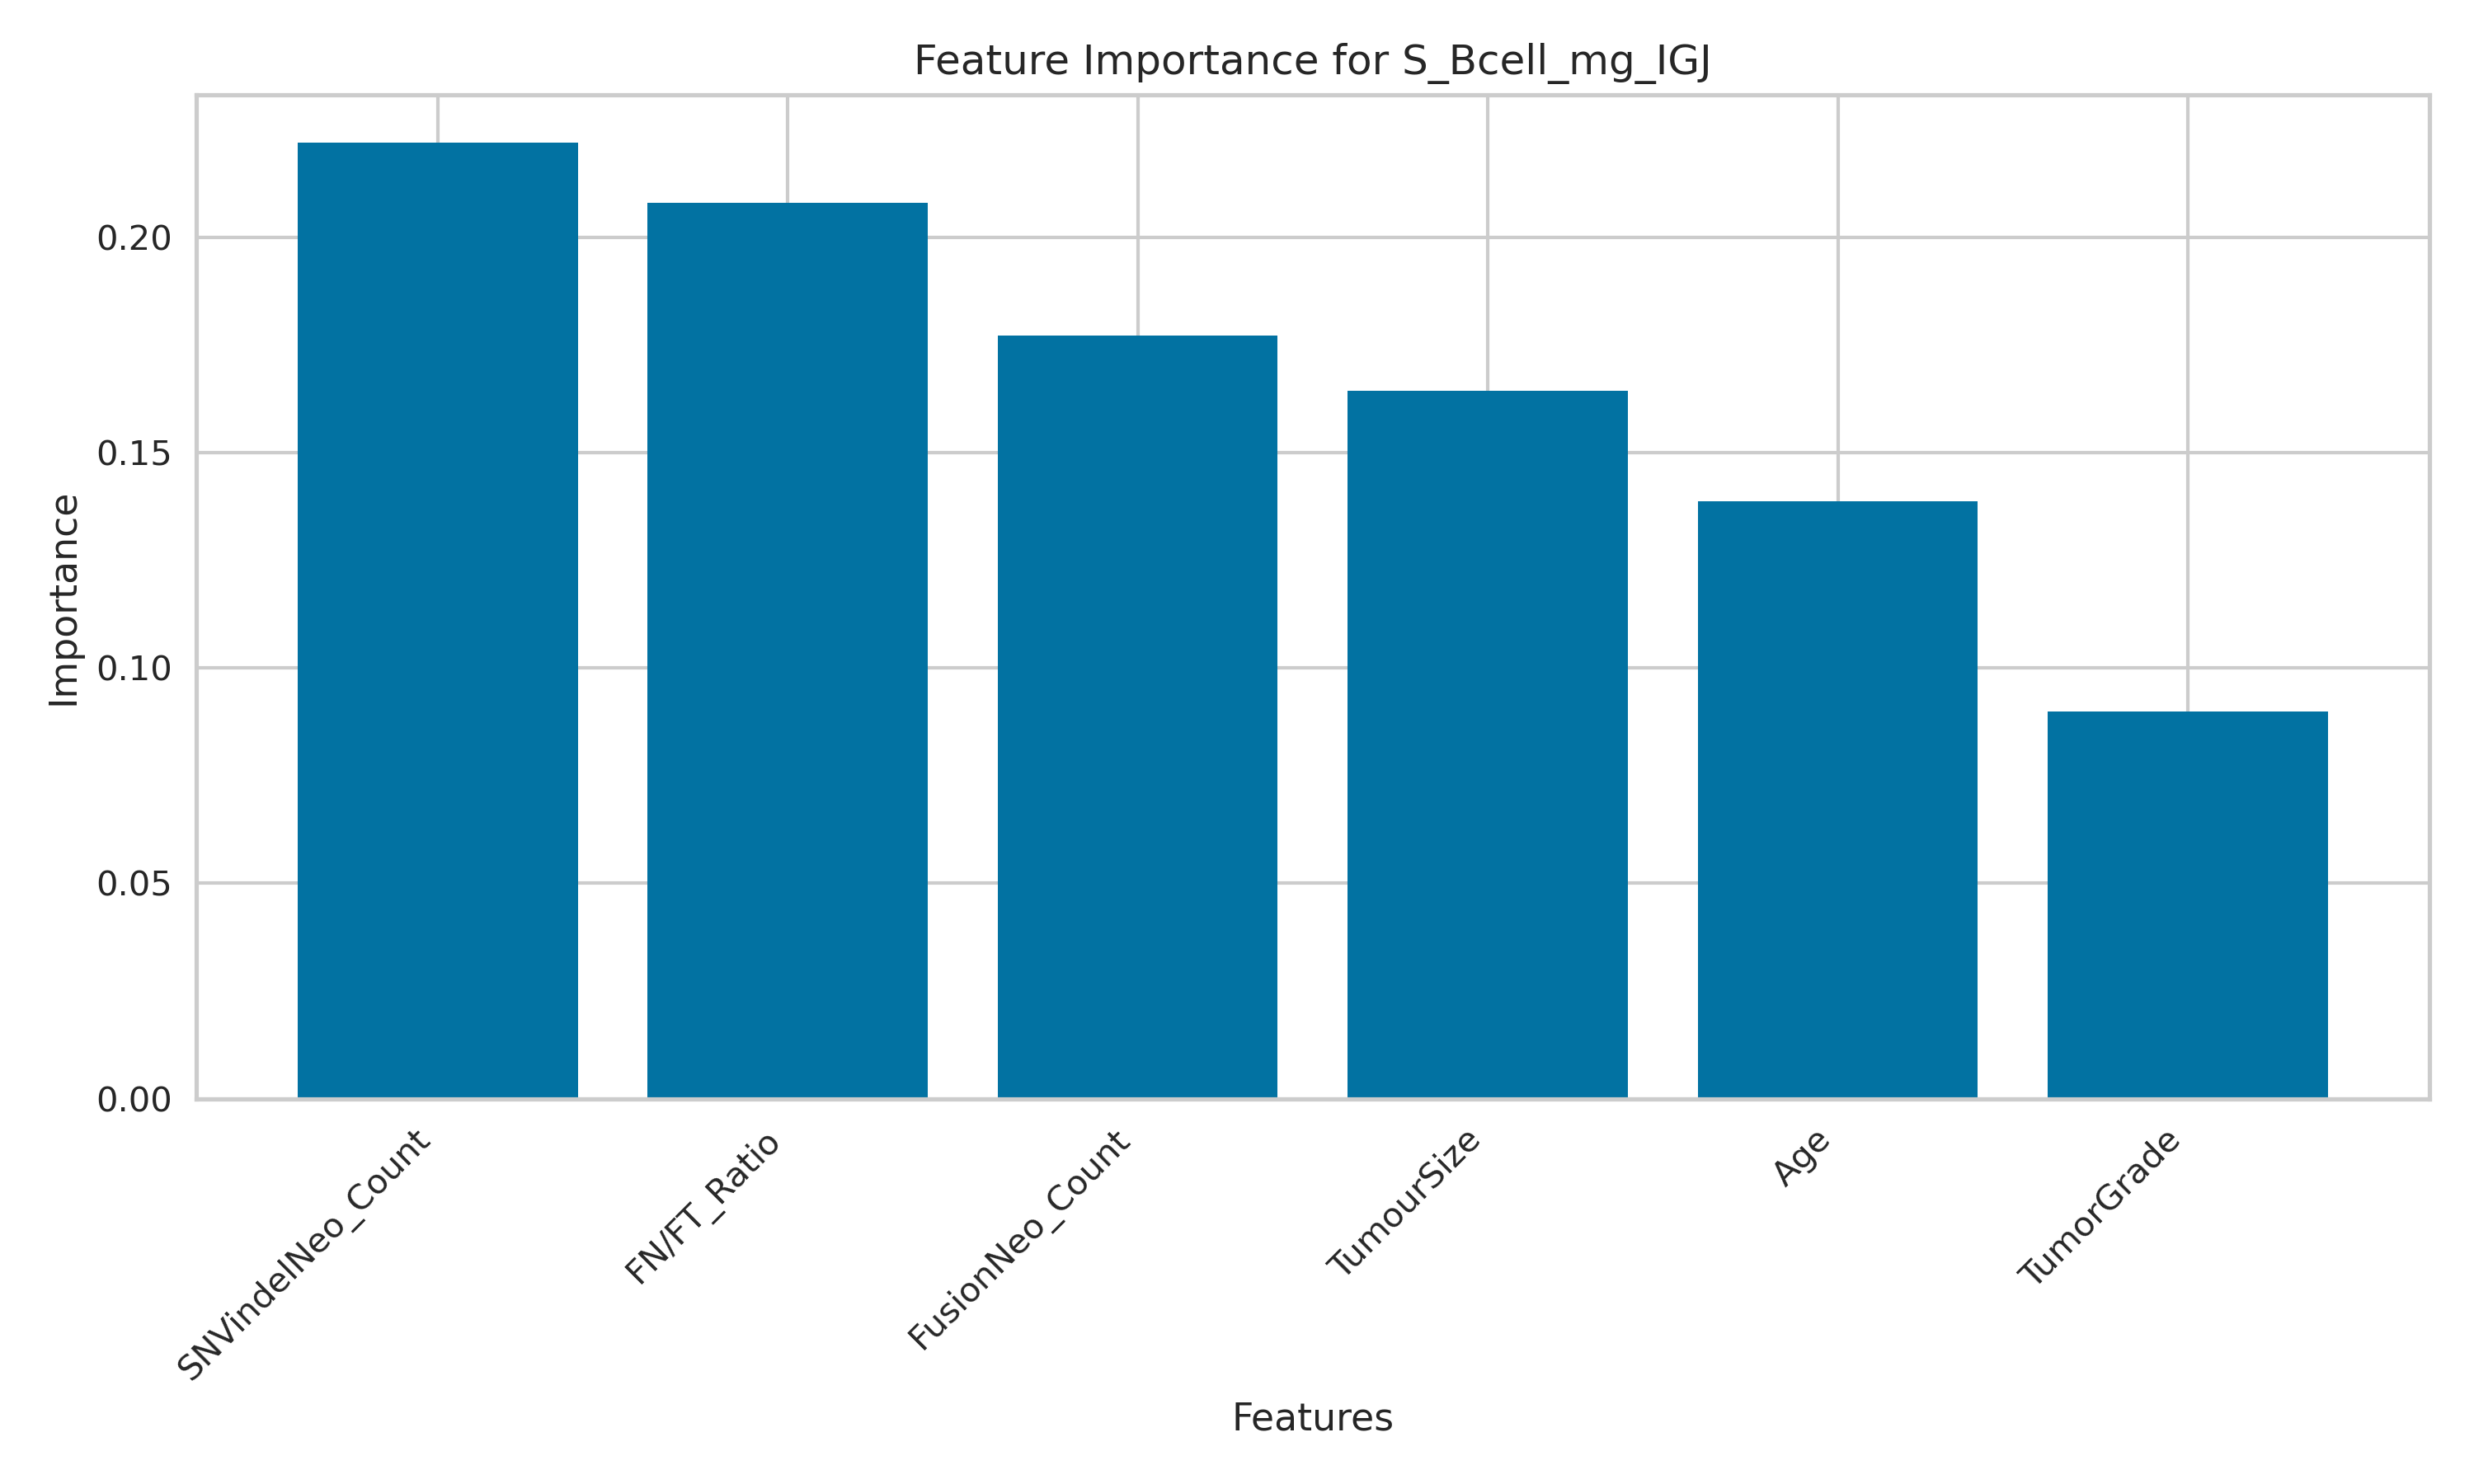 Feature Importance for S_Bcell_mg_IGJ
Importance
0.20
0.15
0.10
0.05
0.00
SNVindelNeo_Count
FN/FT_Ratio
FusionNeo_Count
TumourSize
Age
TumorGrade
Features